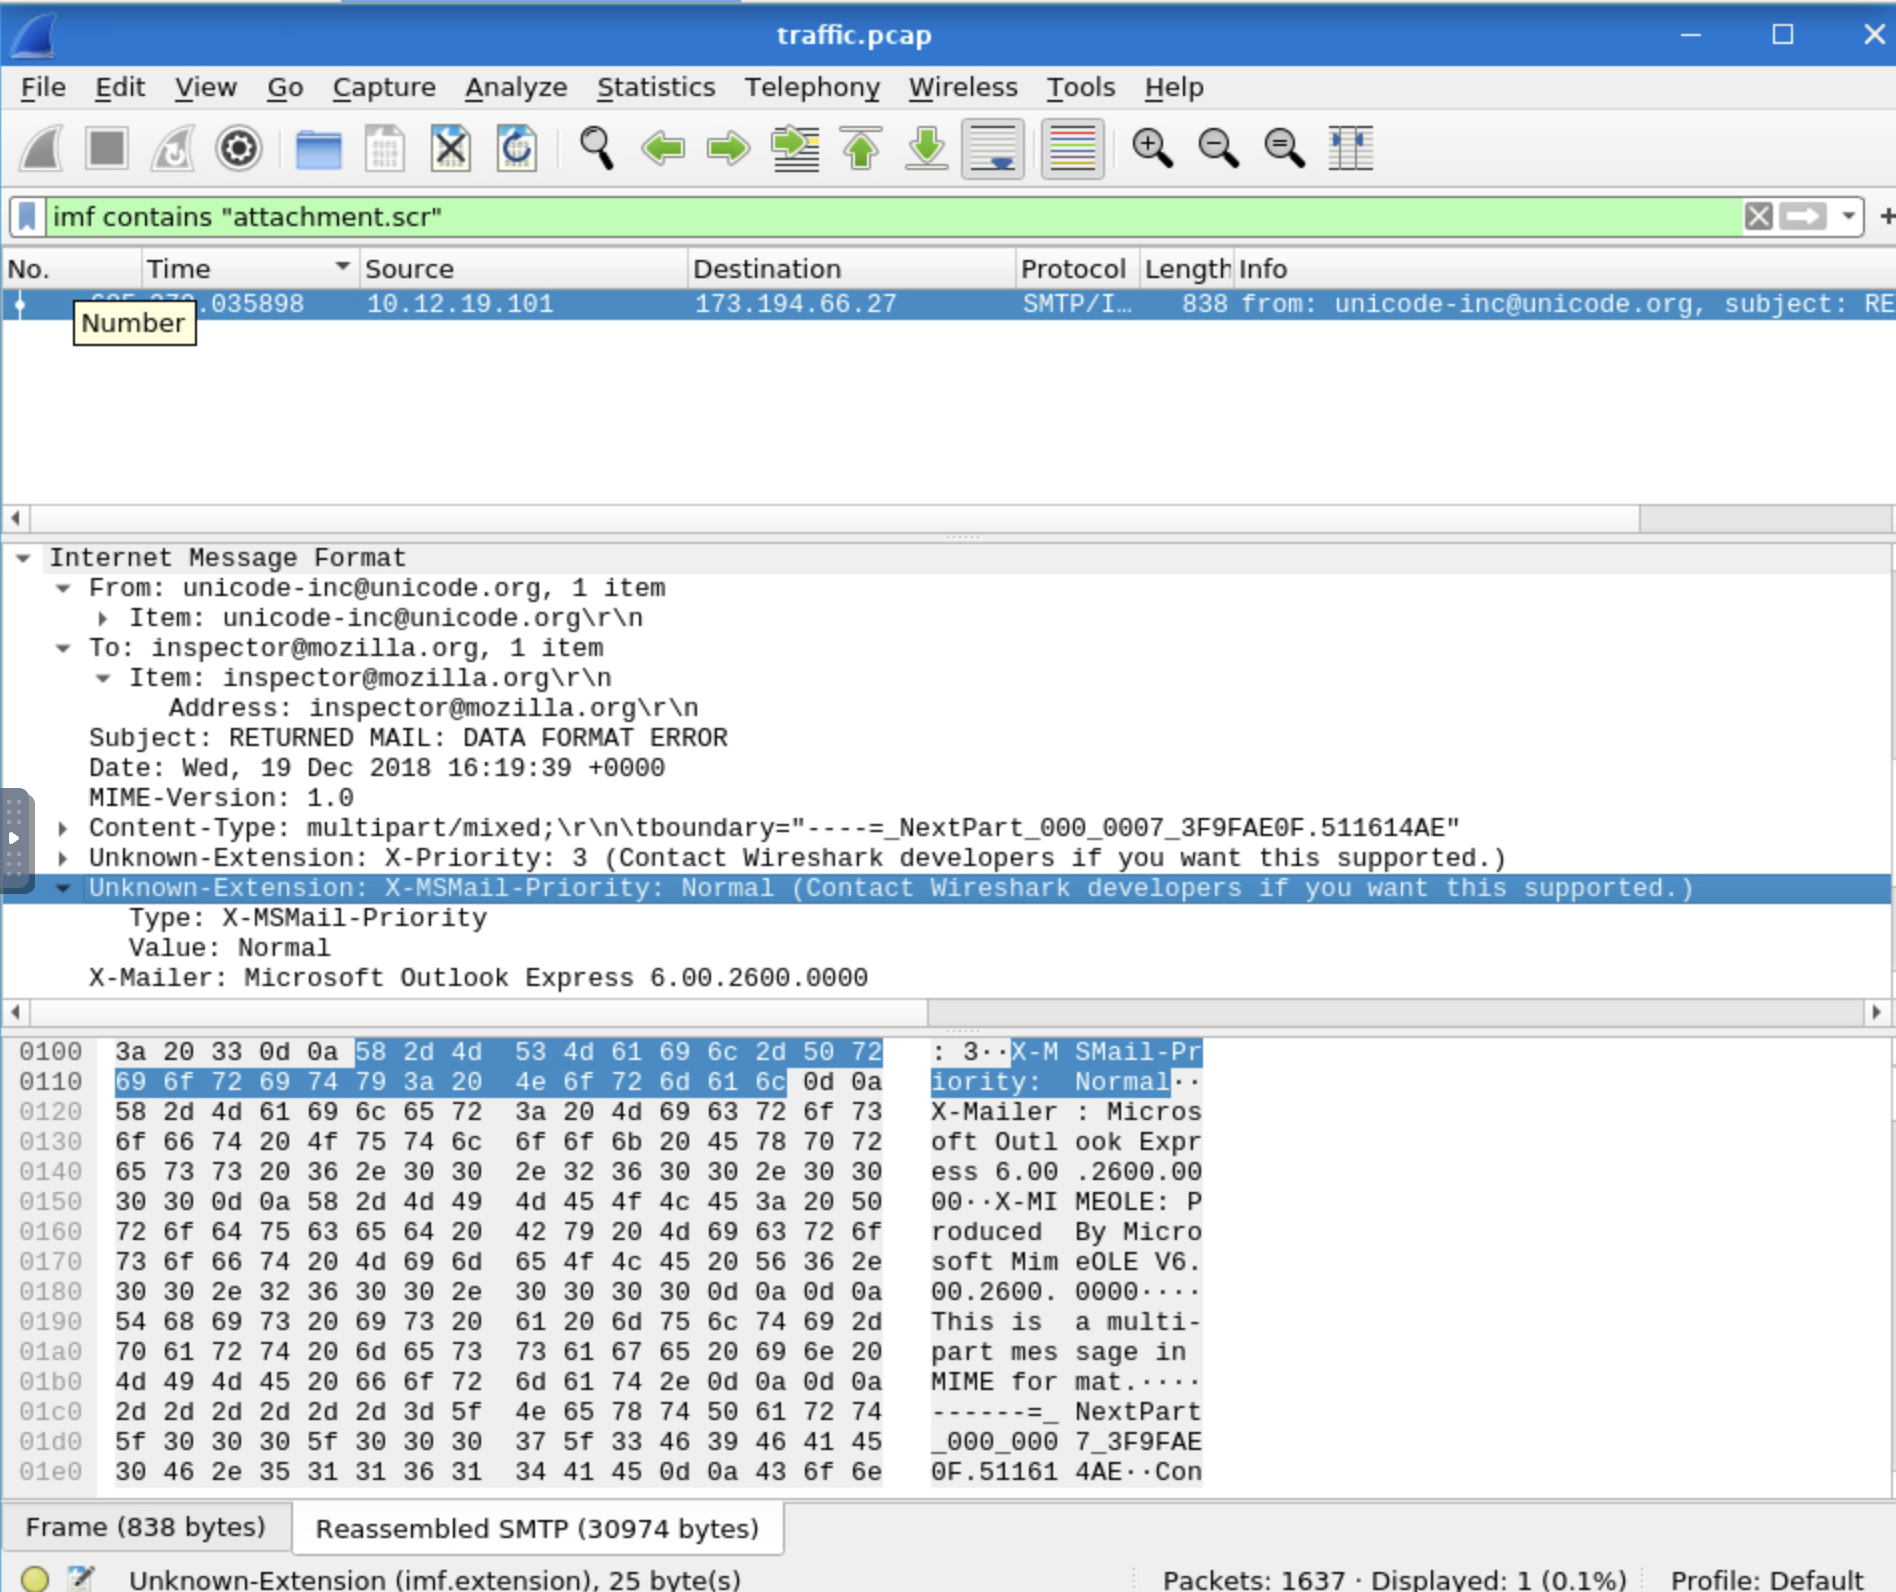 traffic.pcap
File Edit View Go Capture Analyze Statistics Telephony Wireless Tools Help
imf contains "attachment.scr"
No. Time Source Destination Protocol Length Info
.035898 10.12.19.101 173.194.66.27 SMTP/I… 838 from: unicode-inc@unicode.org, subject: RE
Number
Internet Message Format
From: unicode-inc@unicode.org, 1 item
Item: unicode-inc@unicode.org\r\n
To: inspector@mozilla.org, 1 item
Item: inspector@mozilla.org\r\n
Address: inspector@mozilla.org\r\n
Subject: RETURNED MAIL: DATA FORMAT ERROR
Date: Wed, 19 Dec 2018 16:19:39 +0000
MIME-Version: 1.0
Content-Type: multipart/mixed;\r\n\tboundary="----=_NextPart_000_0007_3F9FAE0F.511614AE"
Unknown-Extension: X-Priority: 3 (Contact Wireshark developers if you want this supported.)
Unknown-Extension: X-MSMail-Priority: Normal (Contact Wireshark developers if you want this supported.)
Type: X-MSMail-Priority
Value: Normal
X-Mailer: Microsoft Outlook Express 6.00.2600.0000
0100 3a 20 33 0d 0a 58 2d 4d 53 4d 61 69 6c 2d 50 72 : 3··X-M SMail-Pr
0110 69 6f 72 69 74 79 3a 20 4e 6f 72 6d 61 6c 0d 0a iority: Normal··
0120 58 2d 4d 61 69 6c 65 72 3a 20 4d 69 63 72 6f 73 X-Mailer : Micros
0130 6f 66 74 20 4f 75 74 6c 6f 6f 6b 20 45 78 70 72 oft Outl ook Expr
0140 65 73 73 20 36 2e 30 30 2e 32 36 30 30 2e 30 30 ess 6.00 .2600.00
0150 30 30 0d 0a 58 2d 4d 49 4d 45 4f 4c 45 3a 20 50 00··X-MI MEOLE: P
0160 72 6f 64 75 63 65 64 20 42 79 20 4d 69 63 72 6f roduced By Micro
0170 73 6f 66 74 20 4d 69 6d 65 4f 4c 45 20 56 36 2e soft Mim eOLE V6.
0180 30 30 2e 32 36 30 30 2e 30 30 30 30 0d 0a 0d 0a 00.2600. 0000····
0190 54 68 69 73 20 69 73 20 61 20 6d 75 6c 74 69 2d This is a multi-
01a0 70 61 72 74 20 6d 65 73 73 61 67 65 20 69 6e 20 part mes sage in
01b0 4d 49 4d 45 20 66 6f 72 6d 61 74 2e 0d 0a 0d 0a MIME for mat.····
01c0 2d 2d 2d 2d 2d 2d 3d 5f 4e 65 78 74 50 61 72 74 ------=_ NextPart
01d0 5f 30 30 30 5f 30 30 30 37 5f 33 46 39 46 41 45 _000_000 7_3F9FAE
01e0 30 46 2e 35 31 31 36 31 34 41 45 0d 0a 43 6f 6e 0F.51161 4AE··Con
Frame (838 bytes) Reassembled SMTP (30974 bytes)
Unknown-Extension (imf.extension), 25 byte(s) Packets: 1637 · Displayed: 1 (0.1%) Profile: Default